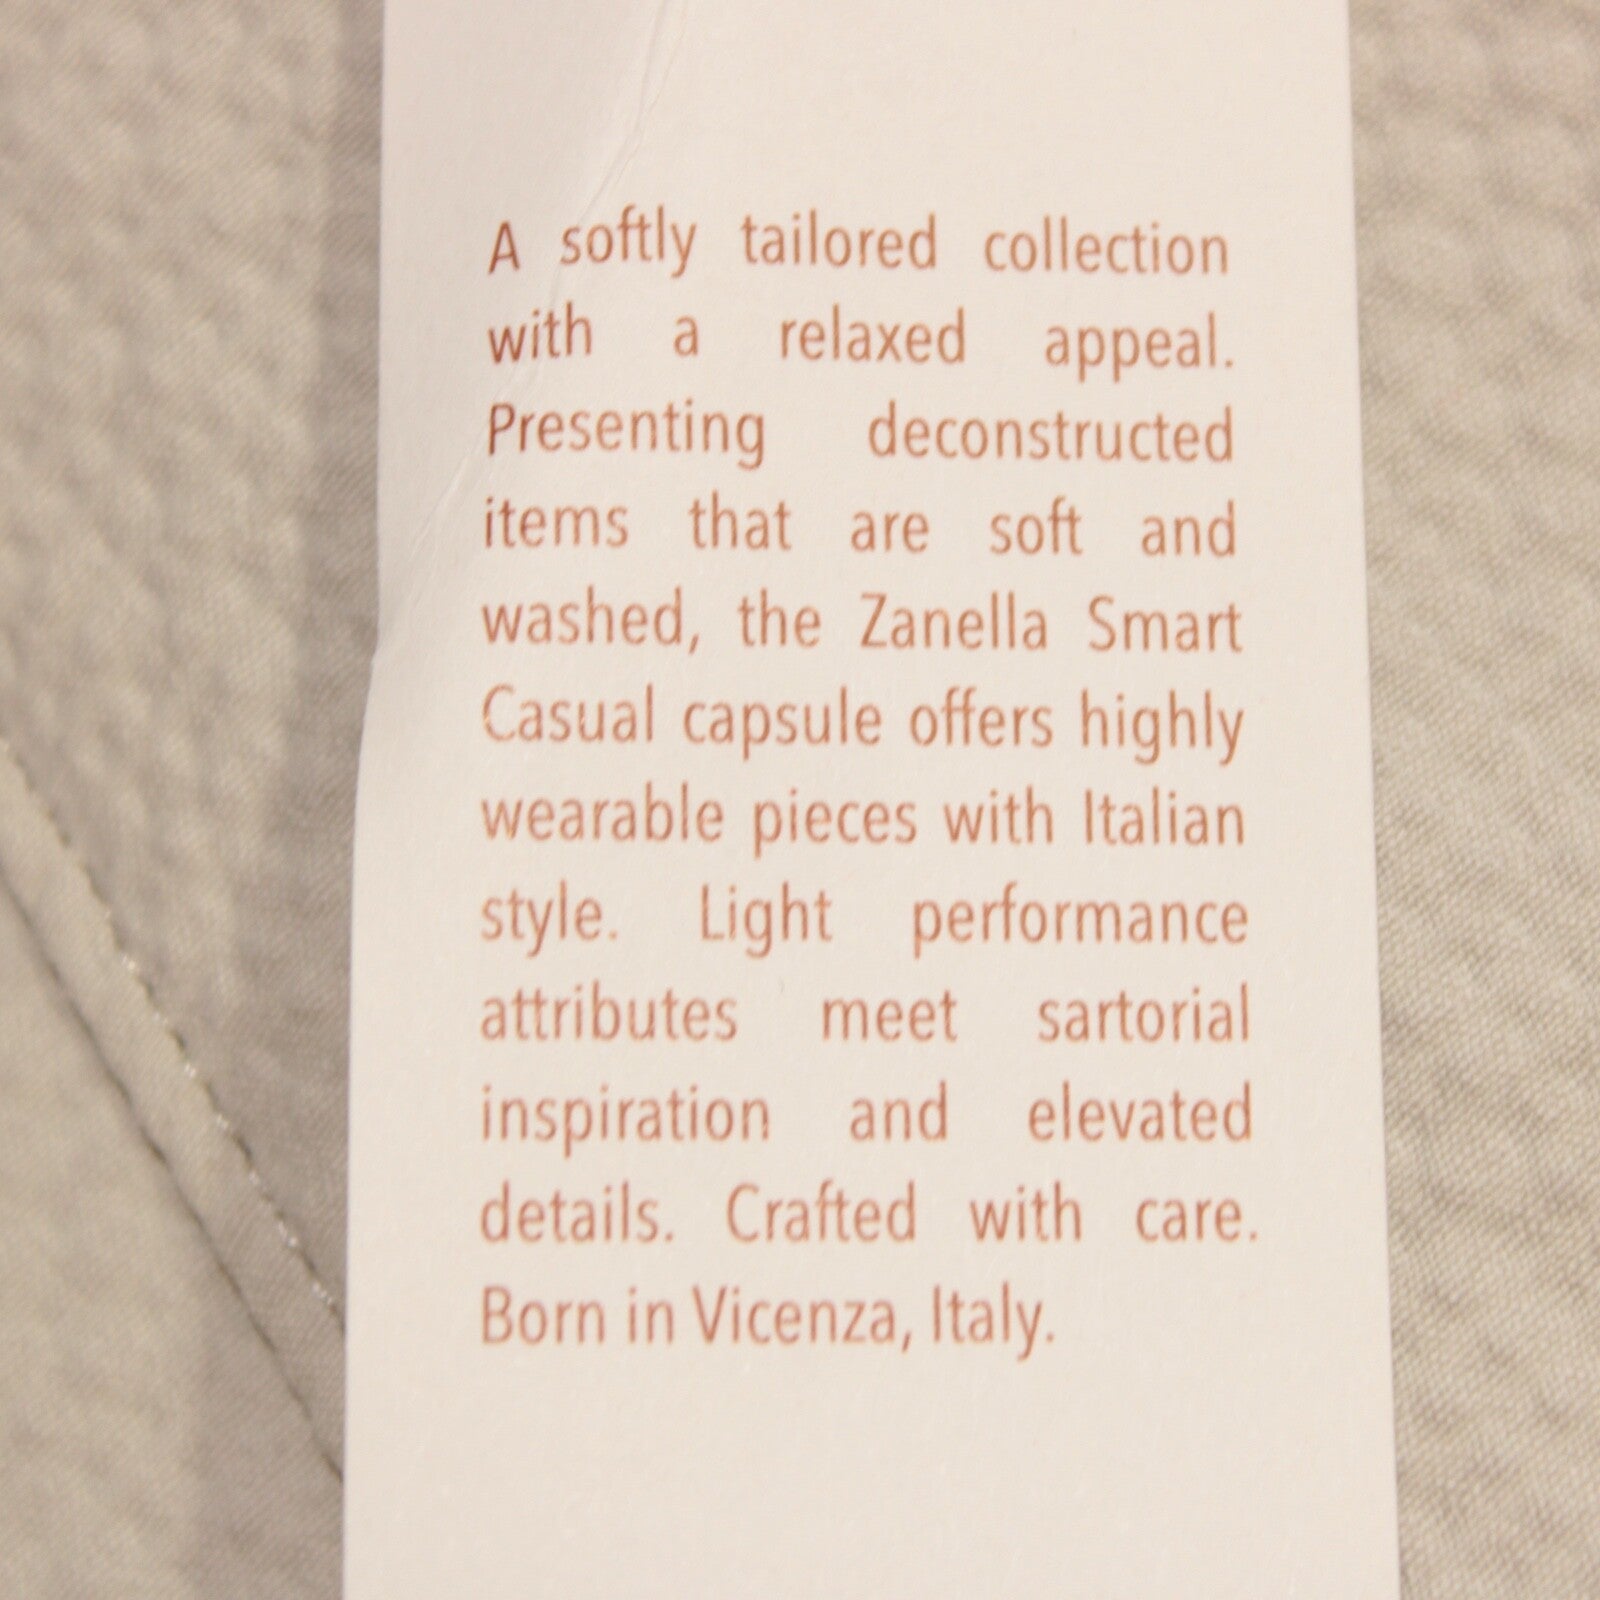 A softly tailored collection
with a relaxed appeal.
Presenting deconstructed
items that are soft and
washed, the Zanella Smart
Casual capsule offers highly
wearable pieces with Italian
style. Light performance
attributes meet sartorial
inspiration and elevated
details. Crafted with care.
Born in Vicenza, Italy.